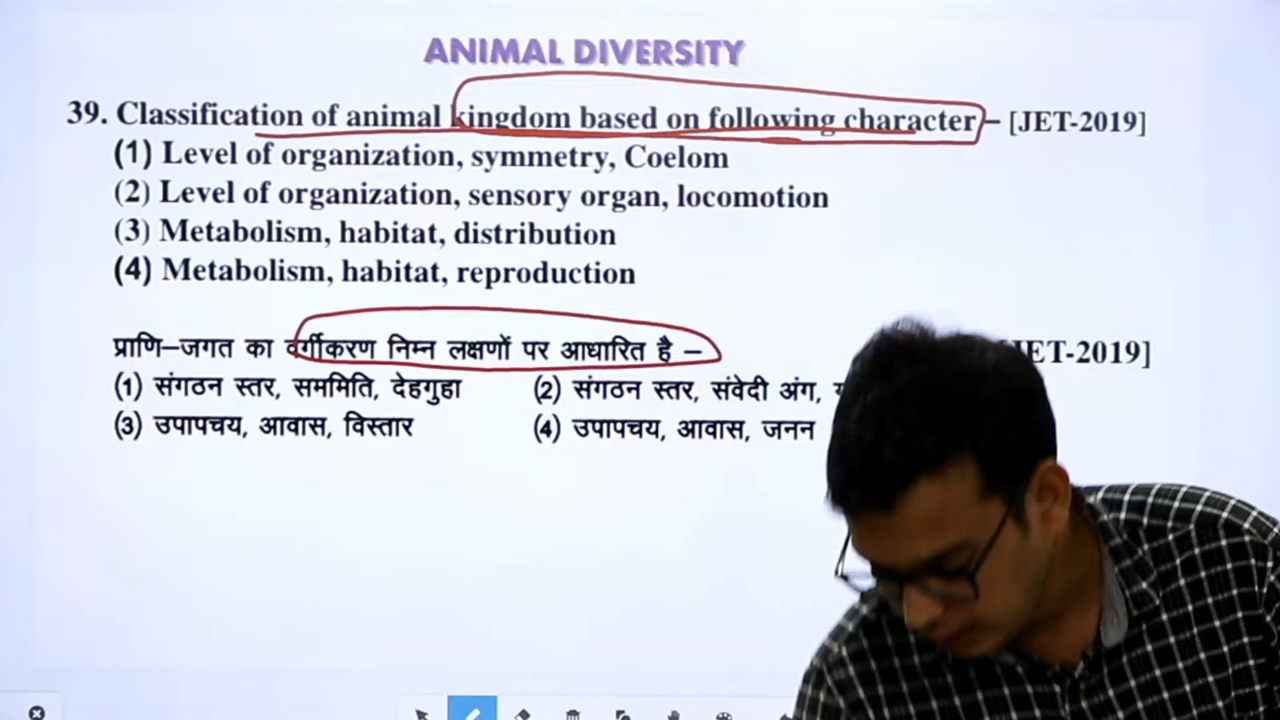 ANIMAL DIVERSITY
39. Classification of animal kingdom based on following character – [JET-2019]
(1) Level of organization, symmetry, Coelom
(2) Level of organization, sensory organ, locomotion
(3) Metabolism, habitat, distribution
(4) Metabolism, habitat, reproduction
प्राणि–जगत का वर्गीकरण निम्न लक्षणों पर आधारित है – ET-2019]
(1) संगठन स्तर, सममिति, देहगुहा (2) संगठन स्तर, संवेदी अंग,
(3) उपापचय, आवास, विस्तार (4) उपापचय, आवास, जनन